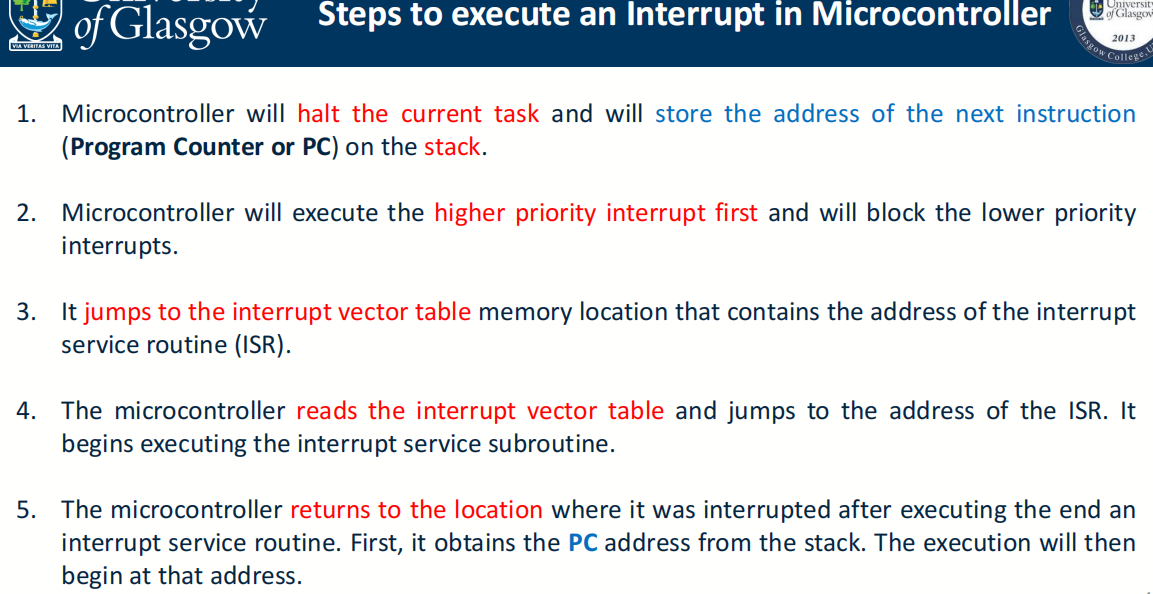 of Glasgow
VIA VERITAS VITA
Steps to execute an Interrupt in Microcontroller
University
of Glasgow
2013
Glasgow College, U
1. Microcontroller will halt the current task and will store the address of the next instruction
(Program Counter or PC) on the stack.
2. Microcontroller will execute the higher priority interrupt first and will block the lower priority
interrupts.
3. It jumps to the interrupt vector table memory location that contains the address of the interrupt
service routine (ISR).
4. The microcontroller reads the interrupt vector table and jumps to the address of the ISR. It
begins executing the interrupt service subroutine.
5. The microcontroller returns to the location where it was interrupted after executing the end an
interrupt service routine. First, it obtains the PC address from the stack. The execution will then
begin at that address.